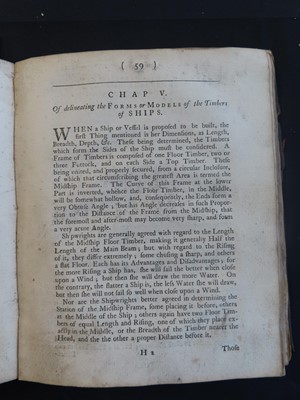 ( 59 )
CHAP V.
Of delineating the FORMS or MODELS of the Timbers
of SHIPS.
WHEN a Ship or Vessel is proposed to be built, the
first Thing mentioned is her Dimensions, as Length,
Breadth, Depth, &c. These being determined, the Timbers
which form the Sides of the Ship must be considered. A
Frame of Timbers is composed of one Floor Timber, two or
three Futtock, and on each Side a Top Timber. These
being united, and properly secured, from a circular Inclosure,
of which that circumscribing the greatest Area is termed the
Midship Frame. The Curve of this Frame at the lower
Part is inverted, whence the Floor Timber, in the Middle,
will be somewhat hollow, and, consequently, the Ends form a
very Obtuse Angle; but his Angle decreases in such Propor-
tion to the Distance of the Frame from the Midship, that
the foremost and after-most may become very sharp, and form
a very acute Angle.
Shipwrights are generally agreed with regard to the Length
of the Madship Floor Timber, making it generally Half the
Length of the Main Beam; but with regard to the Rising
of it, they differ extremely; some chusing a sharp, and others
a flat Floor. Each has its Advantages and Disadvantages; for
the more Rising a Ship has, she will sail the better when close
upon a Wind; but then she will draw the more Water. On
the contrary, the flatter a Ship is, the less Water she will draw,
but then she will not sail so well when close upon a Wind.
Nor are the Shipwrights better agreed in determining the
Station of the Madship Frame, some placing it before, others
at the Middle of the Ship; others again have two Floor Tim-
bers of equal Length and Rising, one of which they place ex-
actly in the Middle, or the Breadth of the Timber nearer the
Head, and the the other a proper Distance before it.
H 2
Those